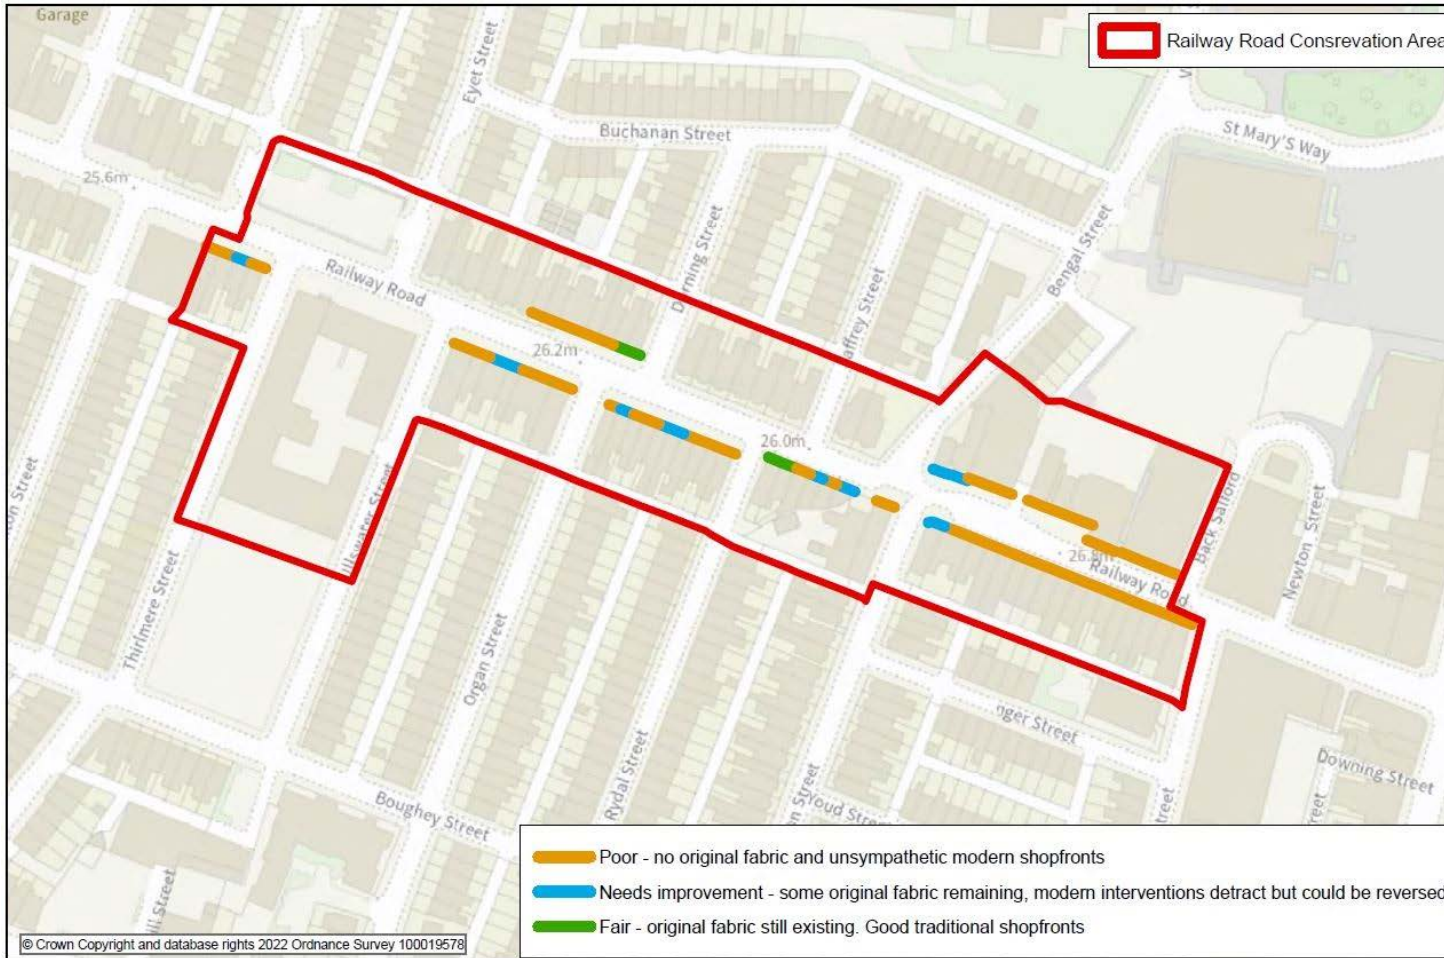 Garage
Railway Road Consrevation Area
Eyet Street
Buchanan Street
St Mary'S Way
25.6m
Bengal Street
Railway Road
26.2m
26.0m
Back Salford
Newton Street
26.8m
Railway Road
Thirlmere Street
Organ Street
Rydal Street
Street
Downing Street
Boughey Street
Street
Street
Poor - no original fabric and unsympathetic modern shopfronts
Needs improvement - some original fabric remaining, modern interventions detract but could be reversed
Fair - original fabric still existing. Good traditional shopfronts
© Crown Copyright and database rights 2022 Ordnance Survey 100019578